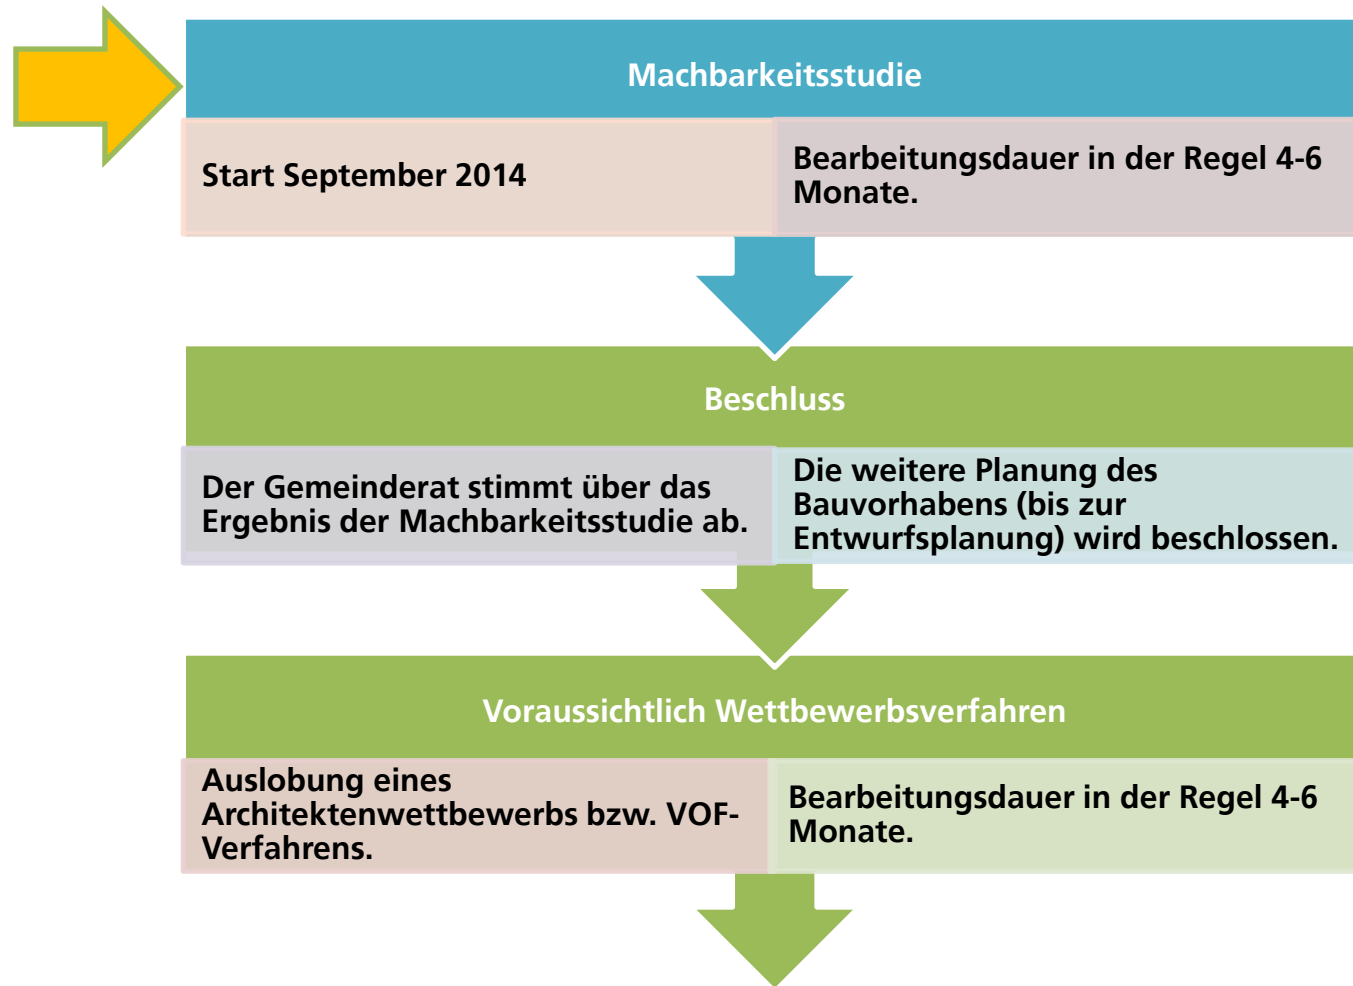 Machbarkeitsstudie
Start September 2014
Bearbeitungsdauer in der Regel 4-6
Monate.
Beschluss
Der Gemeinderat stimmt über das
Ergebnis der Machbarkeitsstudie ab.
Die weitere Planung des
Bauvorhabens (bis zur
Entwurfsplanung) wird beschlossen.
Voraussichtlich Wettbewerbsverfahren
Auslobung eines
Architektenwettbewerbs bzw. VOF-
Verfahrens.
Bearbeitungsdauer in der Regel 4-6
Monate.